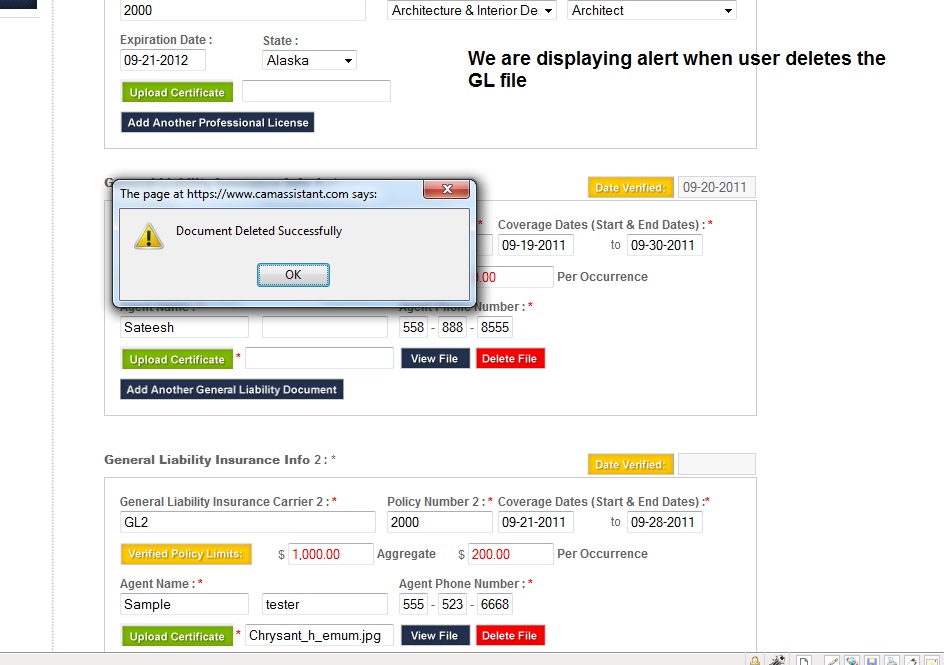 2000 Architecture & Interior De Architect
Expiration Date : State :
We are displaying alert when user deletes the
GL file
09-21-2012 Alaska
Upload Certificate
Add Another Professional License
Date Verified: 09-20-2011
The page at https://www.camassistant.com says:
Document Deleted Successfully
OK
* Coverage Dates (Start & End Dates) : *
09-19-2011 to 09-30-2011
.00 Per Occurrence
Agent Name : * Agent Phone Number : *
Sateesh 558 - 888 - 8555
Upload Certificate * View File Delete File
Add Another General Liability Document
General Liability Insurance Info 2 : *
Date Verified:
General Liability Insurance Carrier 2 : * Policy Number 2 : * Coverage Dates (Start & End Dates) :*
GL2 2000 09-21-2011 to 09-28-2011
Verified Policy Limits: $ 1,000.00 Aggregate $ 200.00 Per Occurrence
Agent Name : * Agent Phone Number : *
Sample tester 555 - 523 - 6668
Upload Certificate * Chrysant_h_emum.jpg View File Delete File